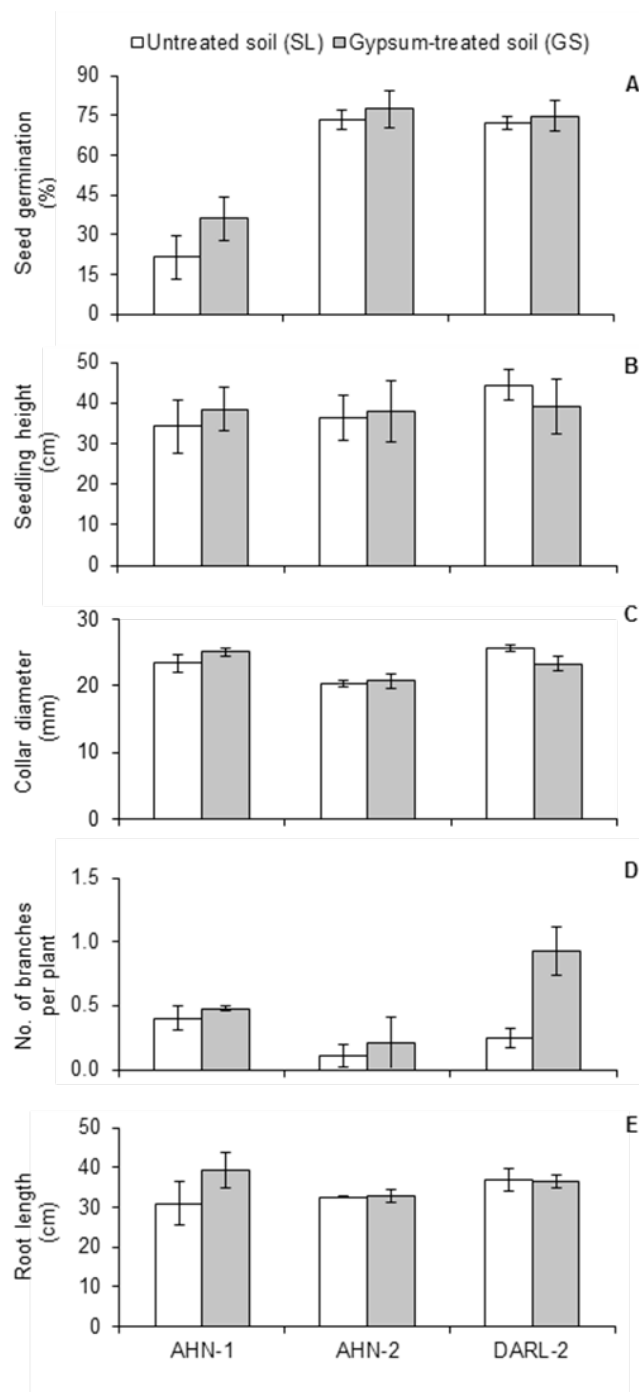 Untreated soil (SL) Gypsum-treated soil (GS)
A
Seed germination
(%)
90
75
60
45
30
15
0
B
Seedling height
(cm)
50
40
30
20
10
0
C
Collar diameter
(mm)
30
20
10
0
D
No. of branches
per plant
1.5
1.0
0.5
0.0
E
Root length
(cm)
50
40
30
20
10
0
AHN-1 AHN-2 DARL-2